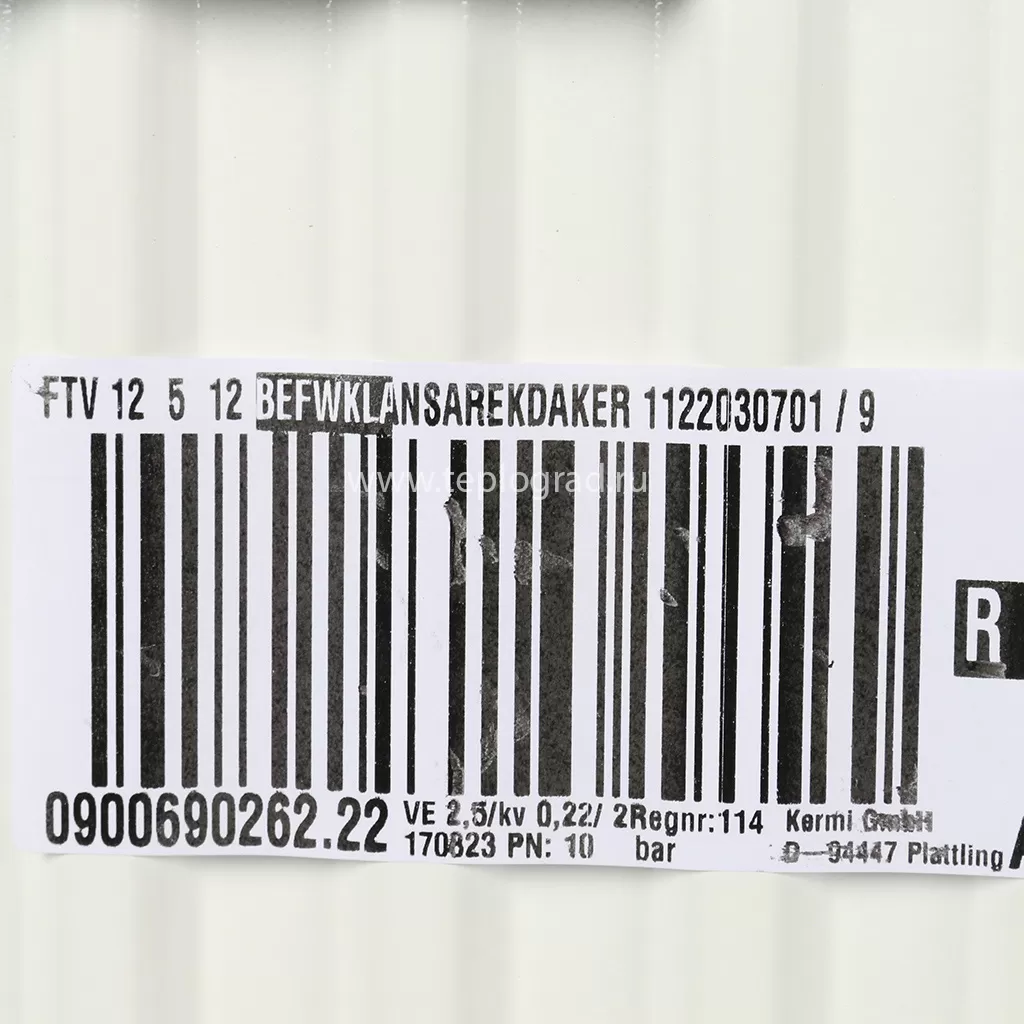 FTV 12 5 12 BEFWKLANSAREKDAKER 1122030701 / 9
www.teplograd.ru
R
0900690262.22
VE 2,5/kv 0,22/ 2Regnr:114 Kermi GmbH
170823 PN: 10 bar D-94447 Plattling